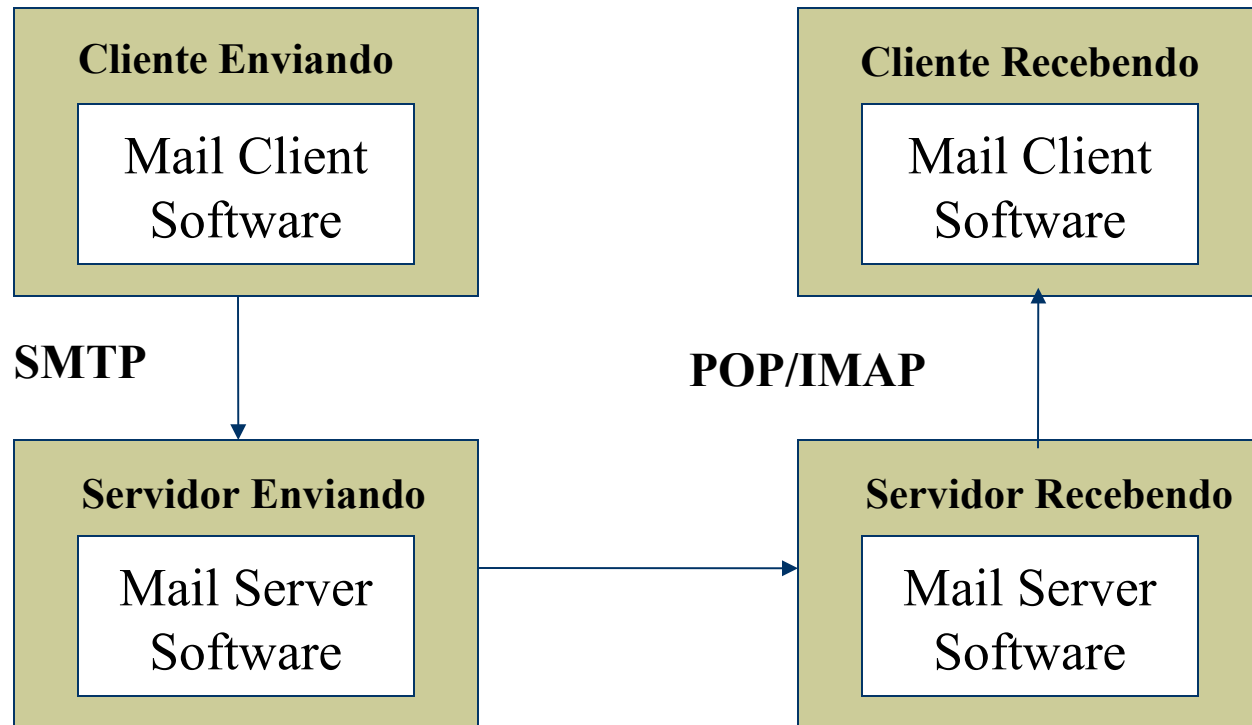 Cliente Enviando
Mail Client
Software
Cliente Recebendo
Mail Client
Software
SMTP
POP/IMAP
Servidor Enviando
Mail Server
Software
Servidor Recebendo
Mail Server
Software